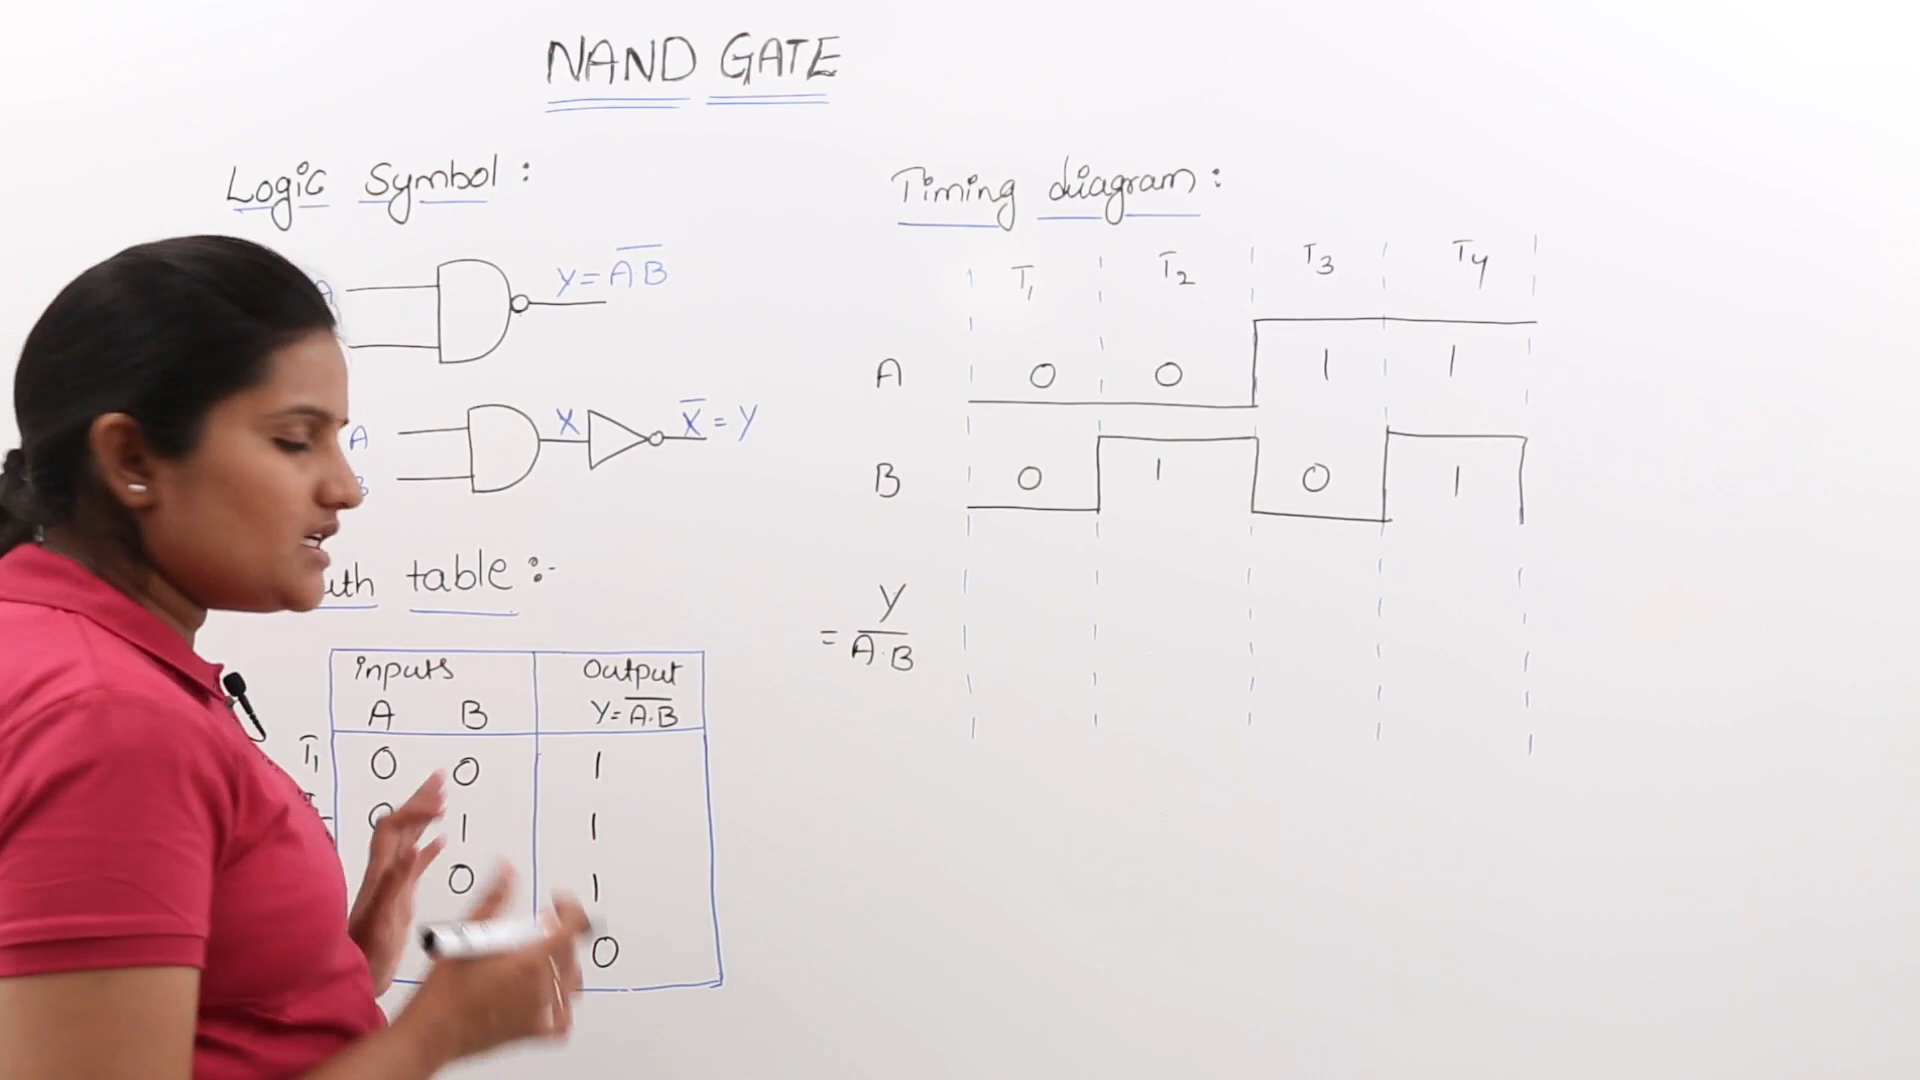 NAND GATE
Logic Symbol :
A
Y = A̅B̅
A
B
X
X̅ = Y
table :-
inputs
Output
A B
Y= A̅.̅B̅
T1 0 0 1
0 1 1
0 1
0
Timing diagram :
T1 T2 T3 T4
A 0 0 1 1
B 0 1 0 1
Y
= A̅.̅B̅